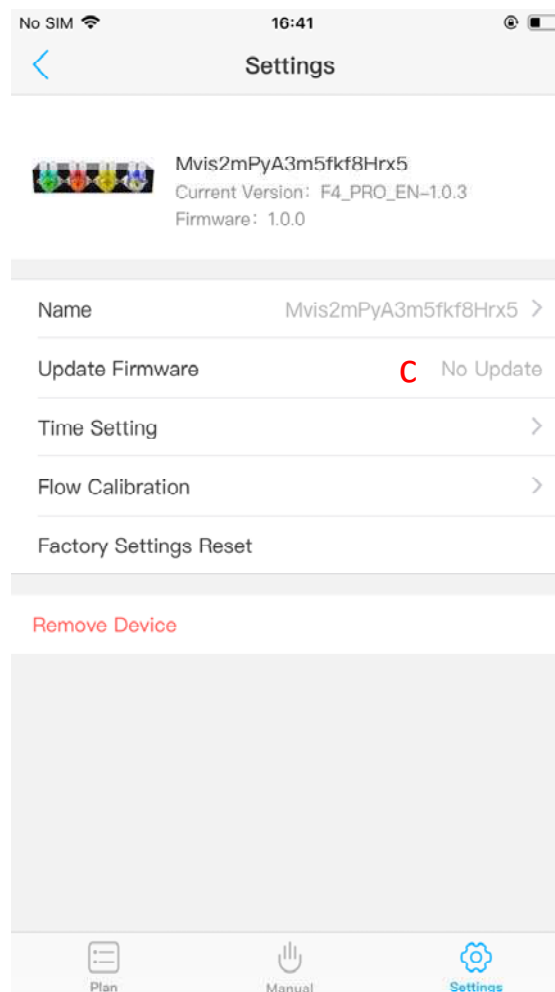 No SIM 16:41
Settings
Mvis2mPyA3m5fkf8Hrx5
Current Version: F4_PRO_EN-1.0.3
Firmware: 1.0.0
Name Mvis2mPyA3m5fkf8Hrx5
Update Firmware C No Update
Time Setting
Flow Calibration
Factory Settings Reset
Remove Device
Plan Manual Settings